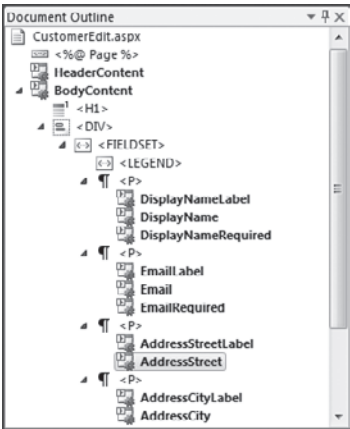 Document Outline
CustomerEdit.aspx
<%@ Page %>
HeaderContent
BodyContent
<H1>
<DIV>
<FIELDSET>
<LEGEND>
<P>
DisplayNameLabel
DisplayName
DisplayNameRequired
<P>
EmailLabel
Email
EmailRequired
<P>
AddressStreetLabel
AddressStreet
<P>
AddressCityLabel
AddressCity